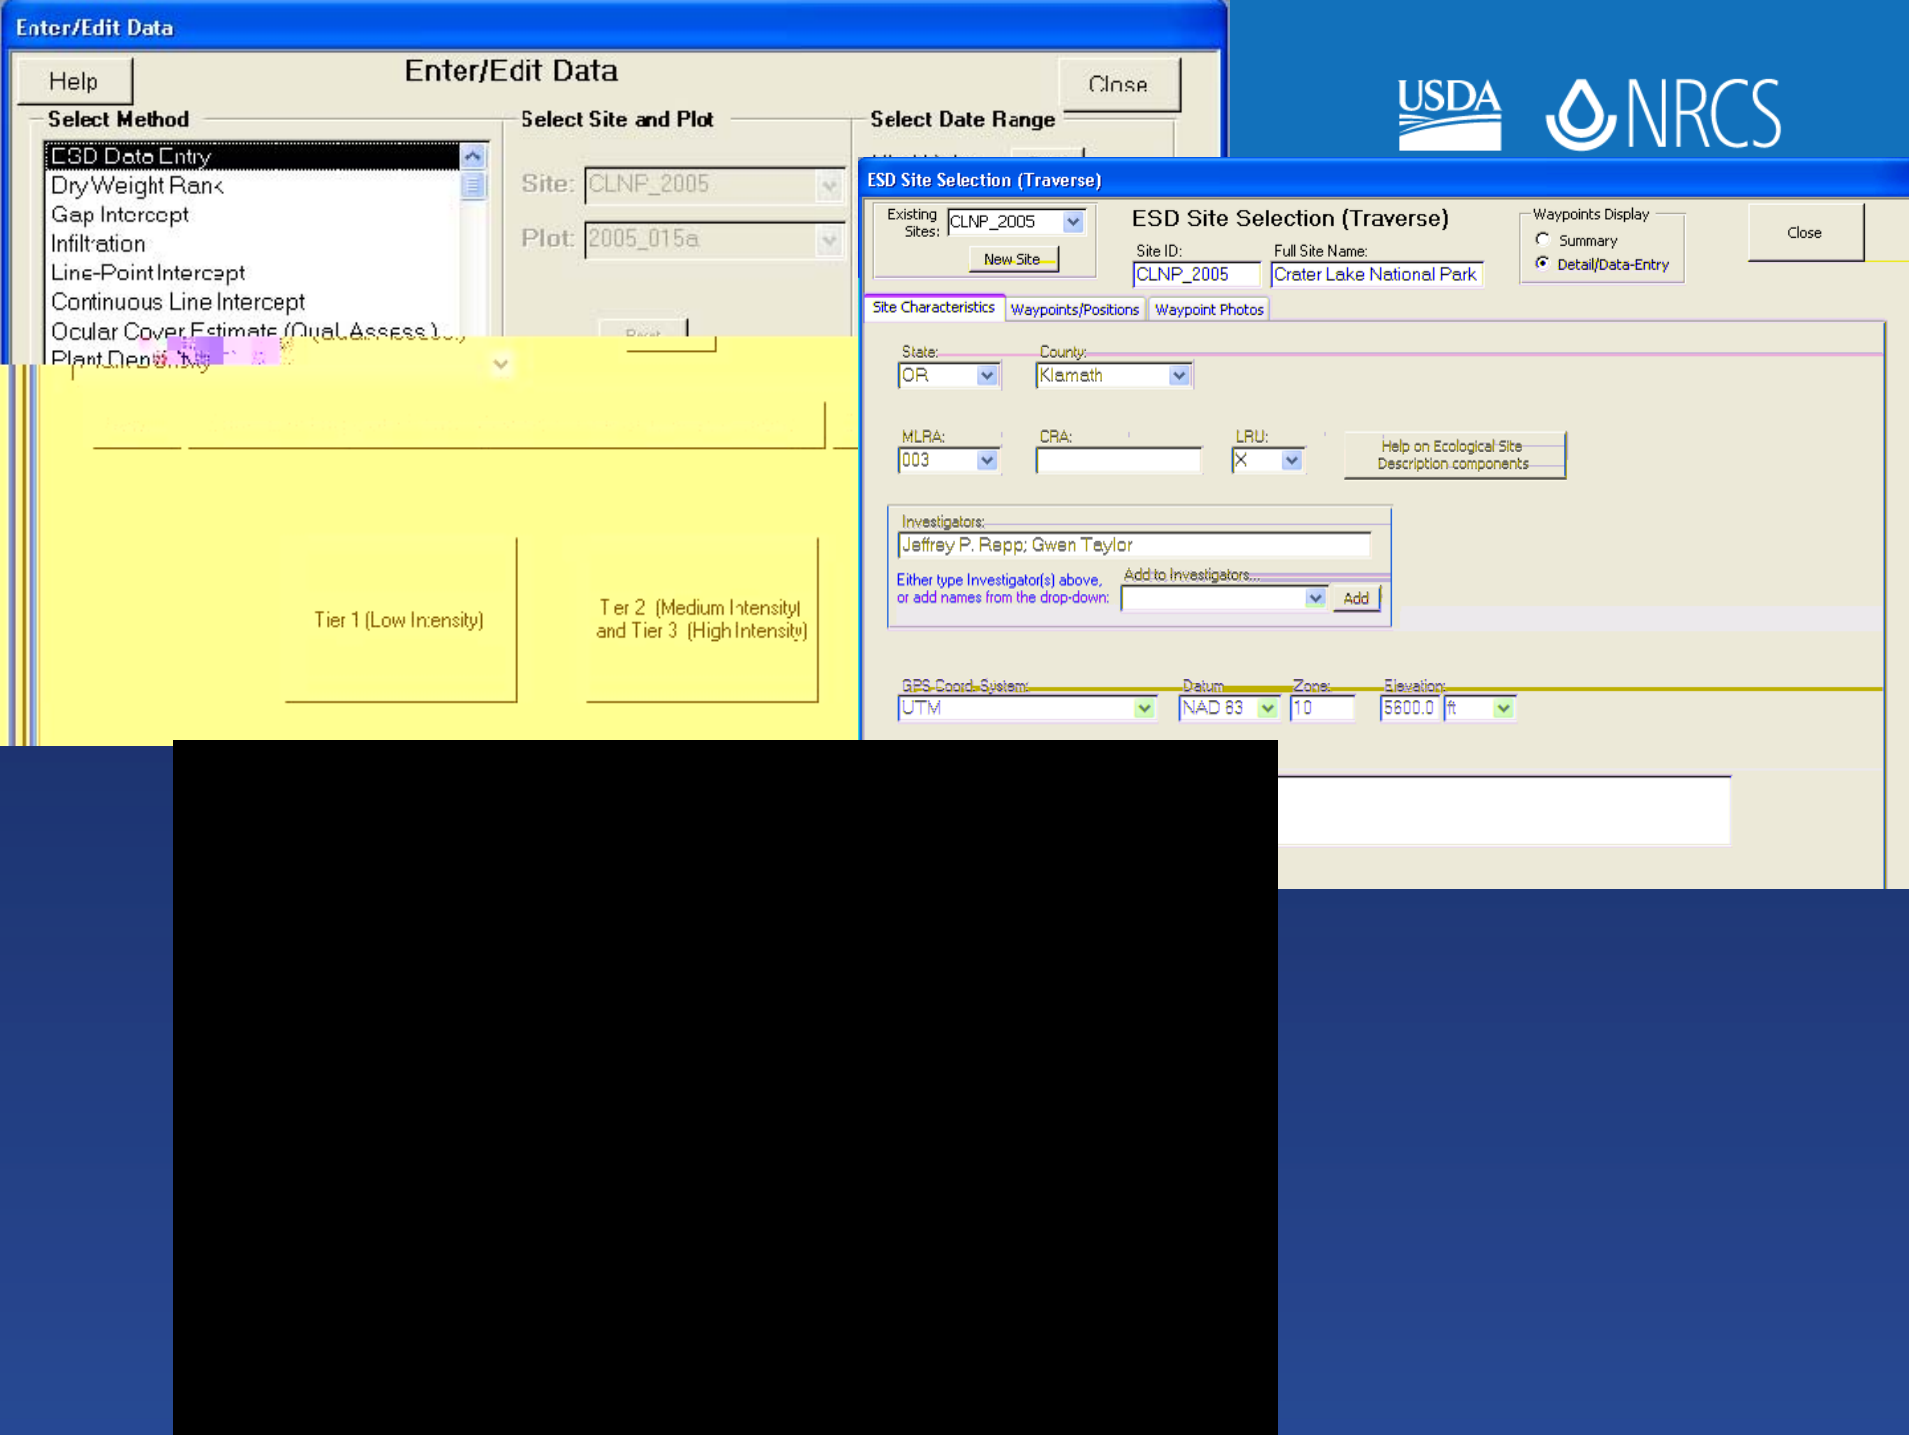 Enter/Edit Data
Help
Enter/Edit Data
Close
Select Method
Select Site and Plot
Select Date Range
ESD Data Entry
Dry Weight Rank
Gap Intercept
Infiltration
Line-Point Intercept
Continuous Line Intercept
Ocular Cover Estimate (Qual. Assess.)
Plant Density
Site: CLNP_2005
Plot: 2005_015a
Tier 1 (Low Intensity)
Tier 2 (Medium Intensity)
and Tier 3 (High Intensity)
USDA NRCS
ESD Site Selection (Traverse)
Existing Sites: CLNP_2005
New Site
ESD Site Selection (Traverse)
Site ID: Full Site Name:
CLNP_2005 Crater Lake National Park
Waypoints Display
Summary
Detail/Data-Entry
Close
Site Characteristics Waypoints/Positions Waypoint Photos
State: County:
OR Klamath
MLRA: CRA: LRU:
003 X
Help on Ecological Site
Description components
Investigators:
Jeffrey P. Repp; Gwen Taylor
Either type Investigator(s) above,
or add names from the drop-down:
Add to Investigators...
Add
GPS Coord. System: Datum Zone: Elevation:
UTM NAD 83 10 5600.0 ft